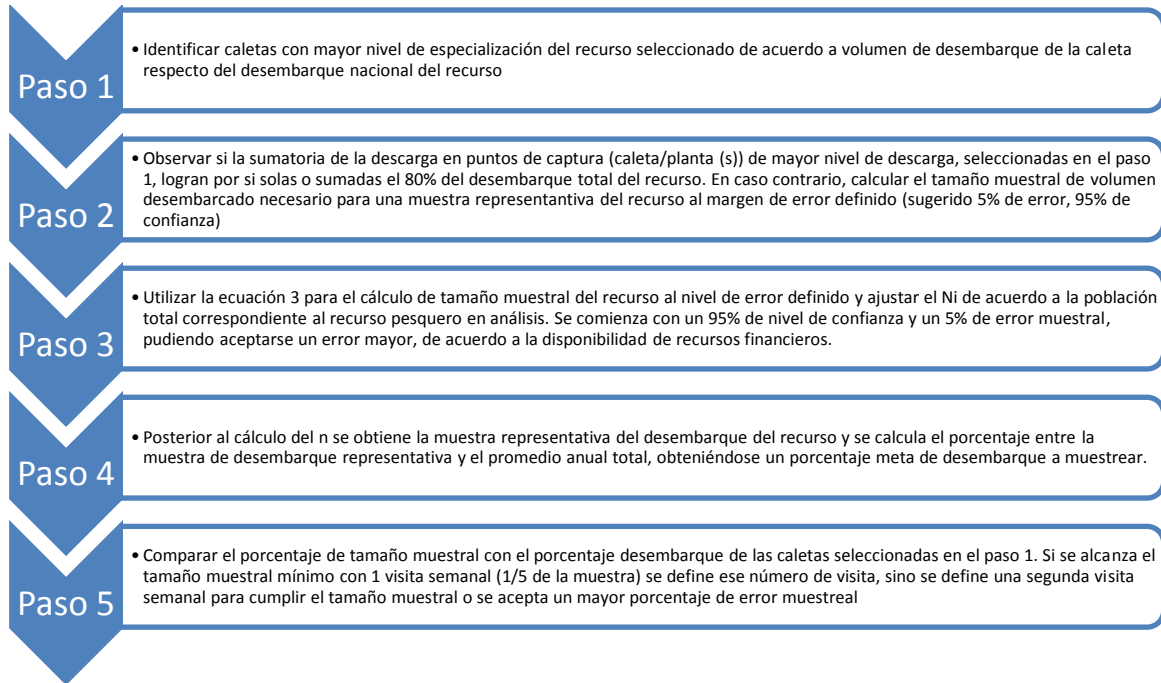 Paso 1
• Identificar caletas con mayor nivel de especialización del recurso seleccionado de acuerdo a volumen de desembarque de la caleta
respecto del desembarque nacional del recurso
Paso 2
• Observar si la sumatoria de la descarga en puntos de captura (caleta/planta (s)) de mayor nivel de descarga, seleccionadas en el paso
1, logran por si solas o sumadas el 80% del desembarque total del recurso. En caso contrario, calcular el tamaño muestral de volumen
desembarcado necesario para una muestra representantiva del recurso al margen de error definido (sugerido 5% de error, 95% de
confianza)
Paso 3
• Utilizar la ecuación 3 para el cálculo de tamaño muestral del recurso al nivel de error definido y ajustar el Ni de acuerdo a la población
total correspondiente al recurso pesquero en análisis. Se comienza con un 95% de nivel de confianza y un 5% de error muestral,
pudiendo aceptarse un error mayor, de acuerdo a la disponibilidad de recursos financieros.
Paso 4
• Posterior al cálculo del n se obtiene la muestra representativa del desembarque del recurso y se calcula el porcentaje entre la
muestra de desembarque representativa y el promedio anual total, obteniéndose un porcentaje meta de desembarque a muestrear.
Paso 5
• Comparar el porcentaje de tamaño muestral con el porcentaje desembarque de las caletas seleccionadas en el paso 1. Si se alcanza el
tamaño muestral mínimo con 1 visita semanal (1/5 de la muestra) se define ese número de visita, sino se define una segunda visita
semanal para cumplir el tamaño muestral o se acepta un mayor porcentaje de error muestreal